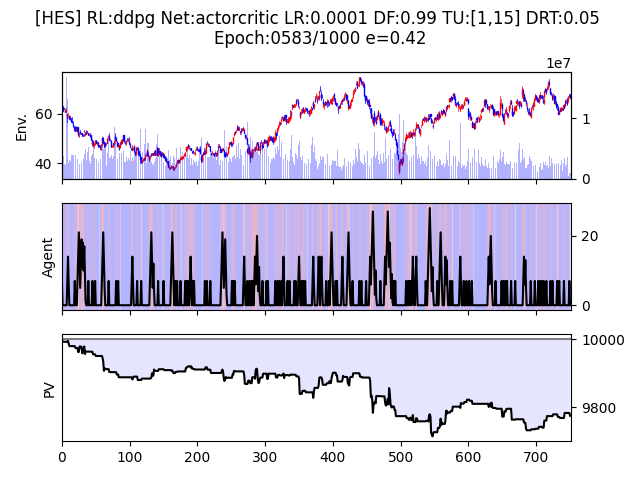 [HES] RL:ddpg Net:actorcritic LR:0.0001 DF:0.99 TU:[1,15] DRT:0.05
Epoch:0583/1000 e=0.42
1e7
Env.
60
40
1
0
Agent
20
0
PV
10000
9800
0 100 200 300 400 500 600 700